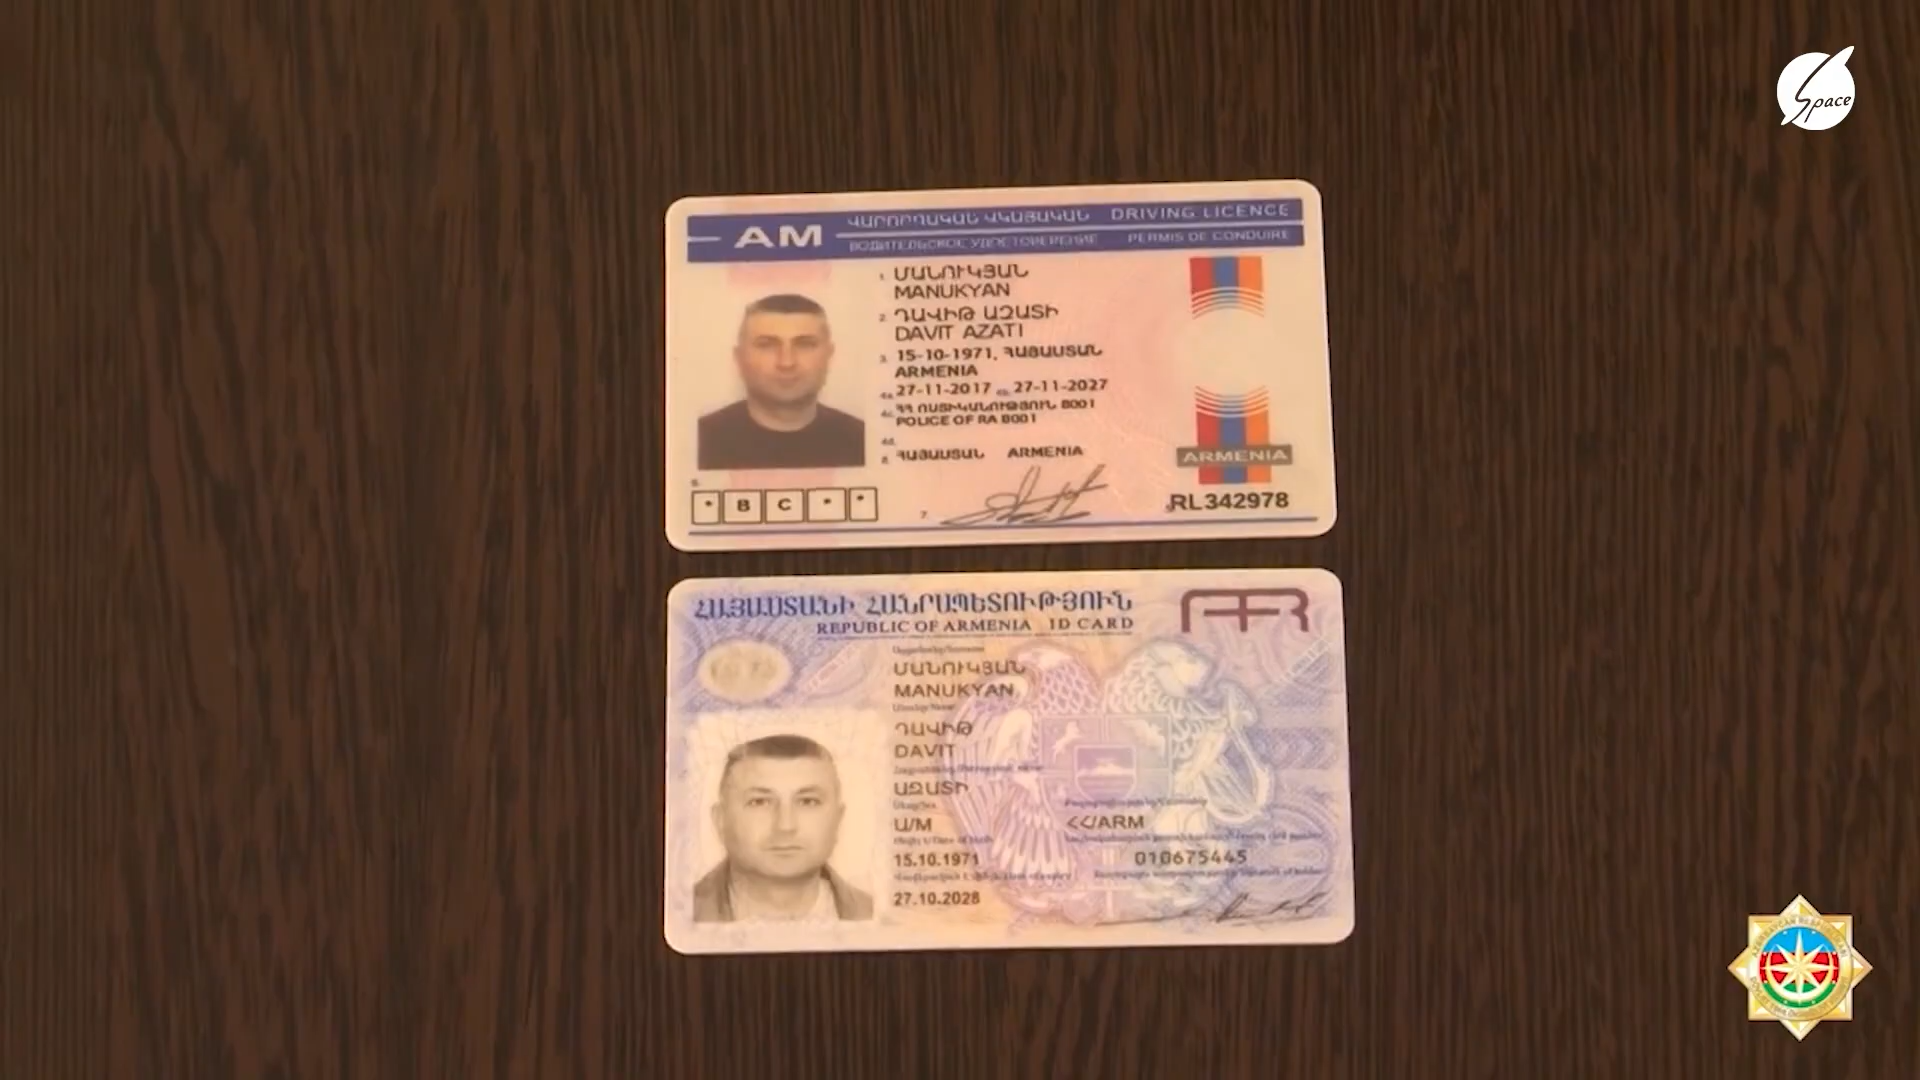 Space
AM
ՎԱՐՈՐԴԱԿԱՆ ՎԿԱՅԱԿԱՆ DRIVING LICENCE
ВОДИТЕЛЬСКОЕ УДОСТОВЕРЕНИЕ PERMIS DE CONDUIRE
1. ՄԱՆՈՒԿՅԱՆ
MANUKYAN
2. ԴԱՎԻԹ ԱԶԱՏԻ
DAVIT AZATI
3. 15-10-1971, ՀԱՅԱՍՏԱՆ
ARMENIA
4a. 27-11-2017 4b. 27-11-2027
4c. ՀՀ ՈՍՏԻԿԱՆՈՒԹՅՈՒՆ 8001
POLICE OF RA 8001
4d.
8. ՀԱՅԱՍՏԱՆ ARMENIA
ARMENIA
9.
* B C * *
7.
RL342978
ՀԱՅԱՍՏԱՆԻ ՀԱՆՐԱՊԵՏՈՒԹՅՈՒՆ
REPUBLIC OF ARMENIA ID CARD
ՄԱՆՈՒԿՅԱՆ
MANUKYAN
ԴԱՎԻԹ
DAVIT
ԱԶԱՏԻ
Ա/M
ՀՀ/ARM
15.10.1971
010675445
27.10.2028